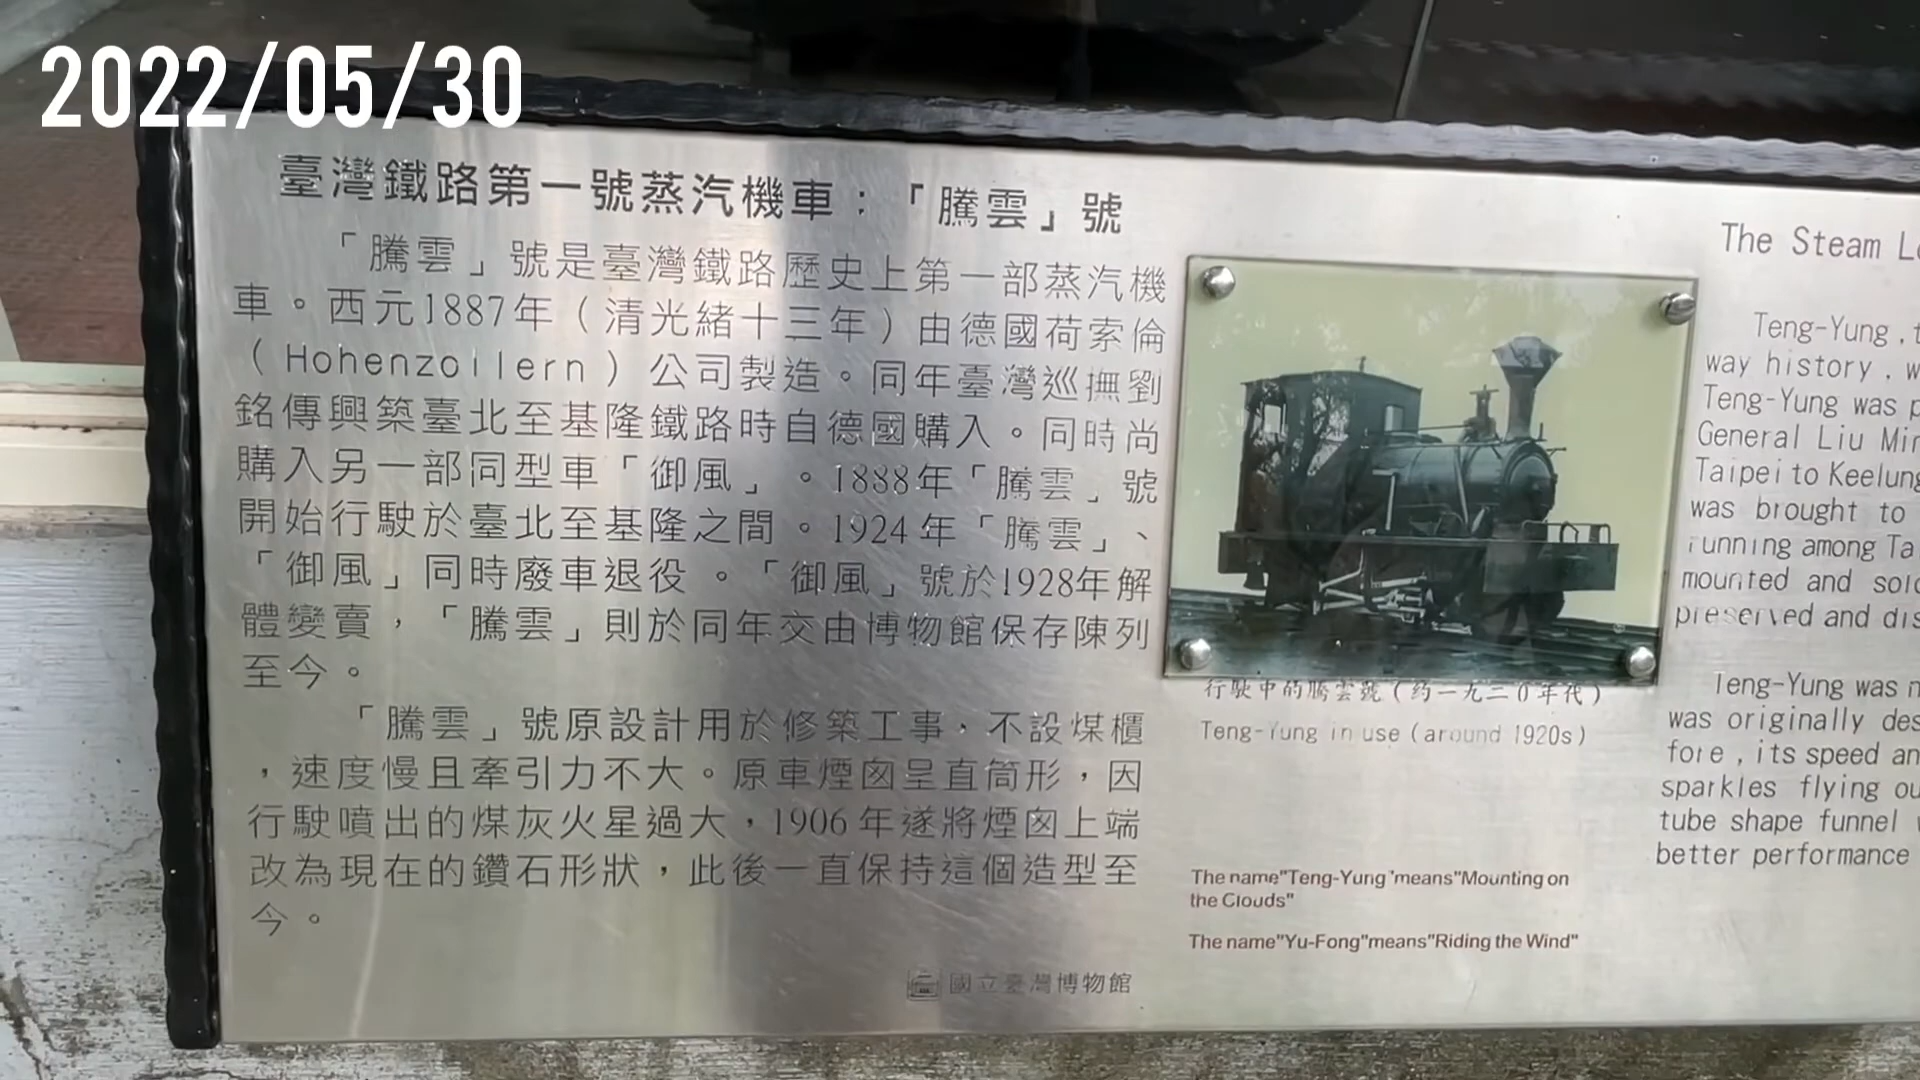 2022/05/30
臺灣鐵路第一號蒸汽機車：「騰雲」號
「騰雲」號是臺灣鐵路歷史上第一部蒸汽機
車。西元1887年（清光緒十三年）由德國荷索倫
（Hohenzollern）公司製造。同年臺灣巡撫劉
銘傳興築臺北至基隆鐵路時自德國購入。同時尚
購入另一部同型車「御風」。1888年「騰雲」號
開始行駛於臺北至基隆之間。1924年「騰雲」、
「御風」同時廢車退役。「御風」號於1928年解
體變賣，「騰雲」則於同年交由博物館保存陳列
至今。
「騰雲」號原設計用於修築工事，不設煤櫃
，速度慢且牽引力不大。原車煙囪呈直筒形，因
行駛噴出的煤灰火星過大，1906年遂將煙囪上端
改為現在的鑽石形狀，此後一直保持這個造型至
今。
國立臺灣博物館
行駛中的騰雲號（約一九二0年代）
Teng-Yung in use (around 1920s)
The name"Teng-Yung"means"Mounting on
the Clouds"
The name"Yu-Fong"means"Riding the Wind"
The Steam
Teng-Yung,
way history,
Teng-Yung was
General Liu
Taipei to Keelung
was brought to
running among
mounted and
preserved and
Teng-Yung was
was originally
fore, its speed
sparkles flying
tube shape funnel
better performance